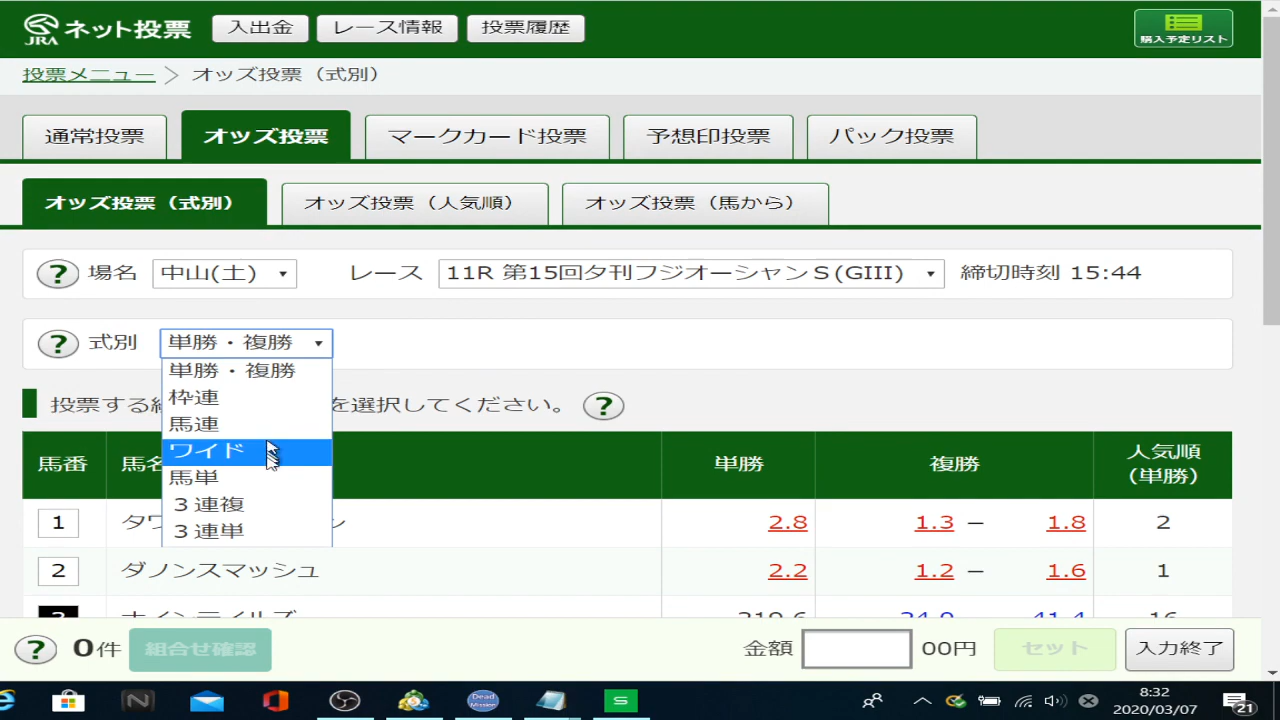 JRA ネット投票 入出金 レース情報 投票履歴 購入予定リスト
投票メニュー > オッズ投票（式別）
通常投票 オッズ投票 マークカード投票 予想印投票 パック投票
オッズ投票（式別） オッズ投票（人気順） オッズ投票（馬から）
? 場名 中山(土) レース 11R 第15回夕刊フジオーシャンＳ(GIII) 締切時刻 15:44
? 式別 単勝・複勝
単勝・複勝
枠連
馬連
ワイド
馬単
３連複
３連単
投票する を選択してください。 ?
馬番 馬名 単勝 複勝 人気順
(単勝)
1 タワ ン 2.8 1.3 － 1.8 2
2 ダノンスマッシュ 2.2 1.2 － 1.6 1
? 0件 組合せ確認 金額 00円 セット 入力終了
Dead Mission S 8:32
2020/03/07 21